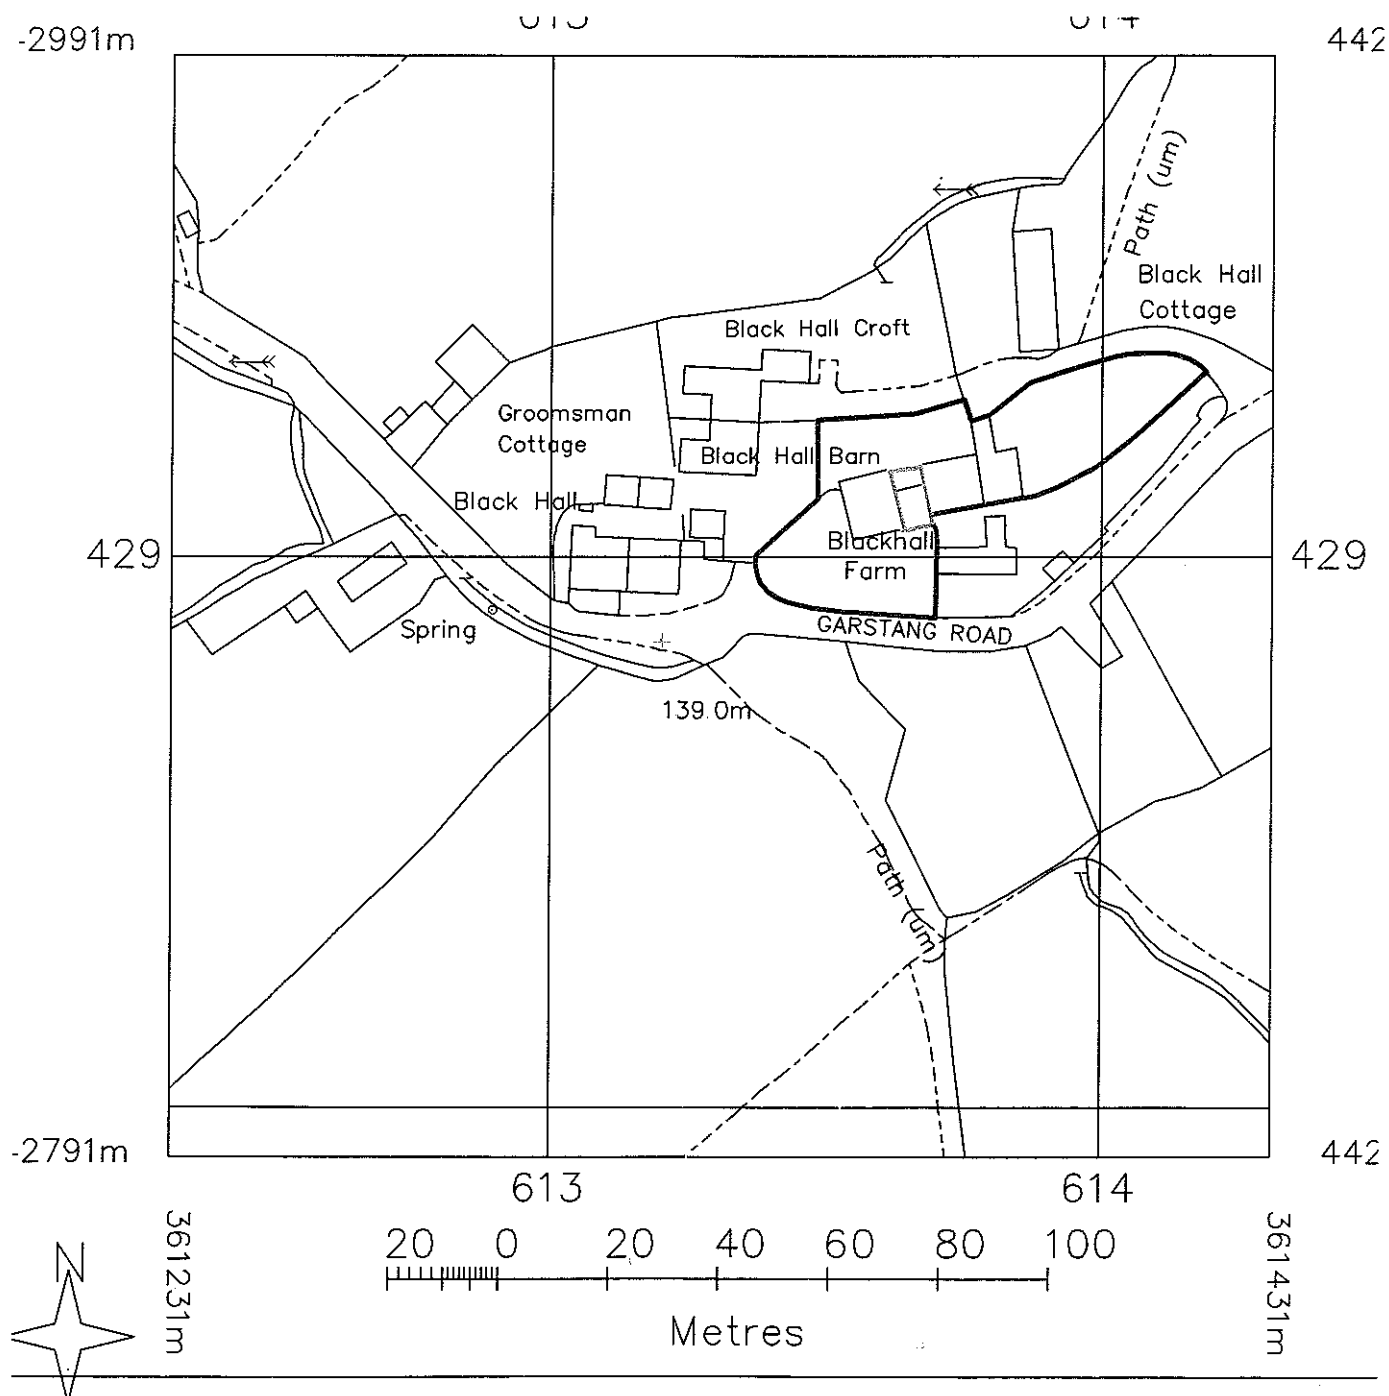 -2991m
442
Path (um)
Black Hall
Cottage
Black Hall Croft
Groomsman
Cottage
Black Hall Barn
Black Hall
429
Blackhall
Farm
429
GARSTANG ROAD
Spring
139.0m
Path (um)
-2791m
442
613
614
361231m
361431m
20 0 20 40 60 80 100
Metres
N